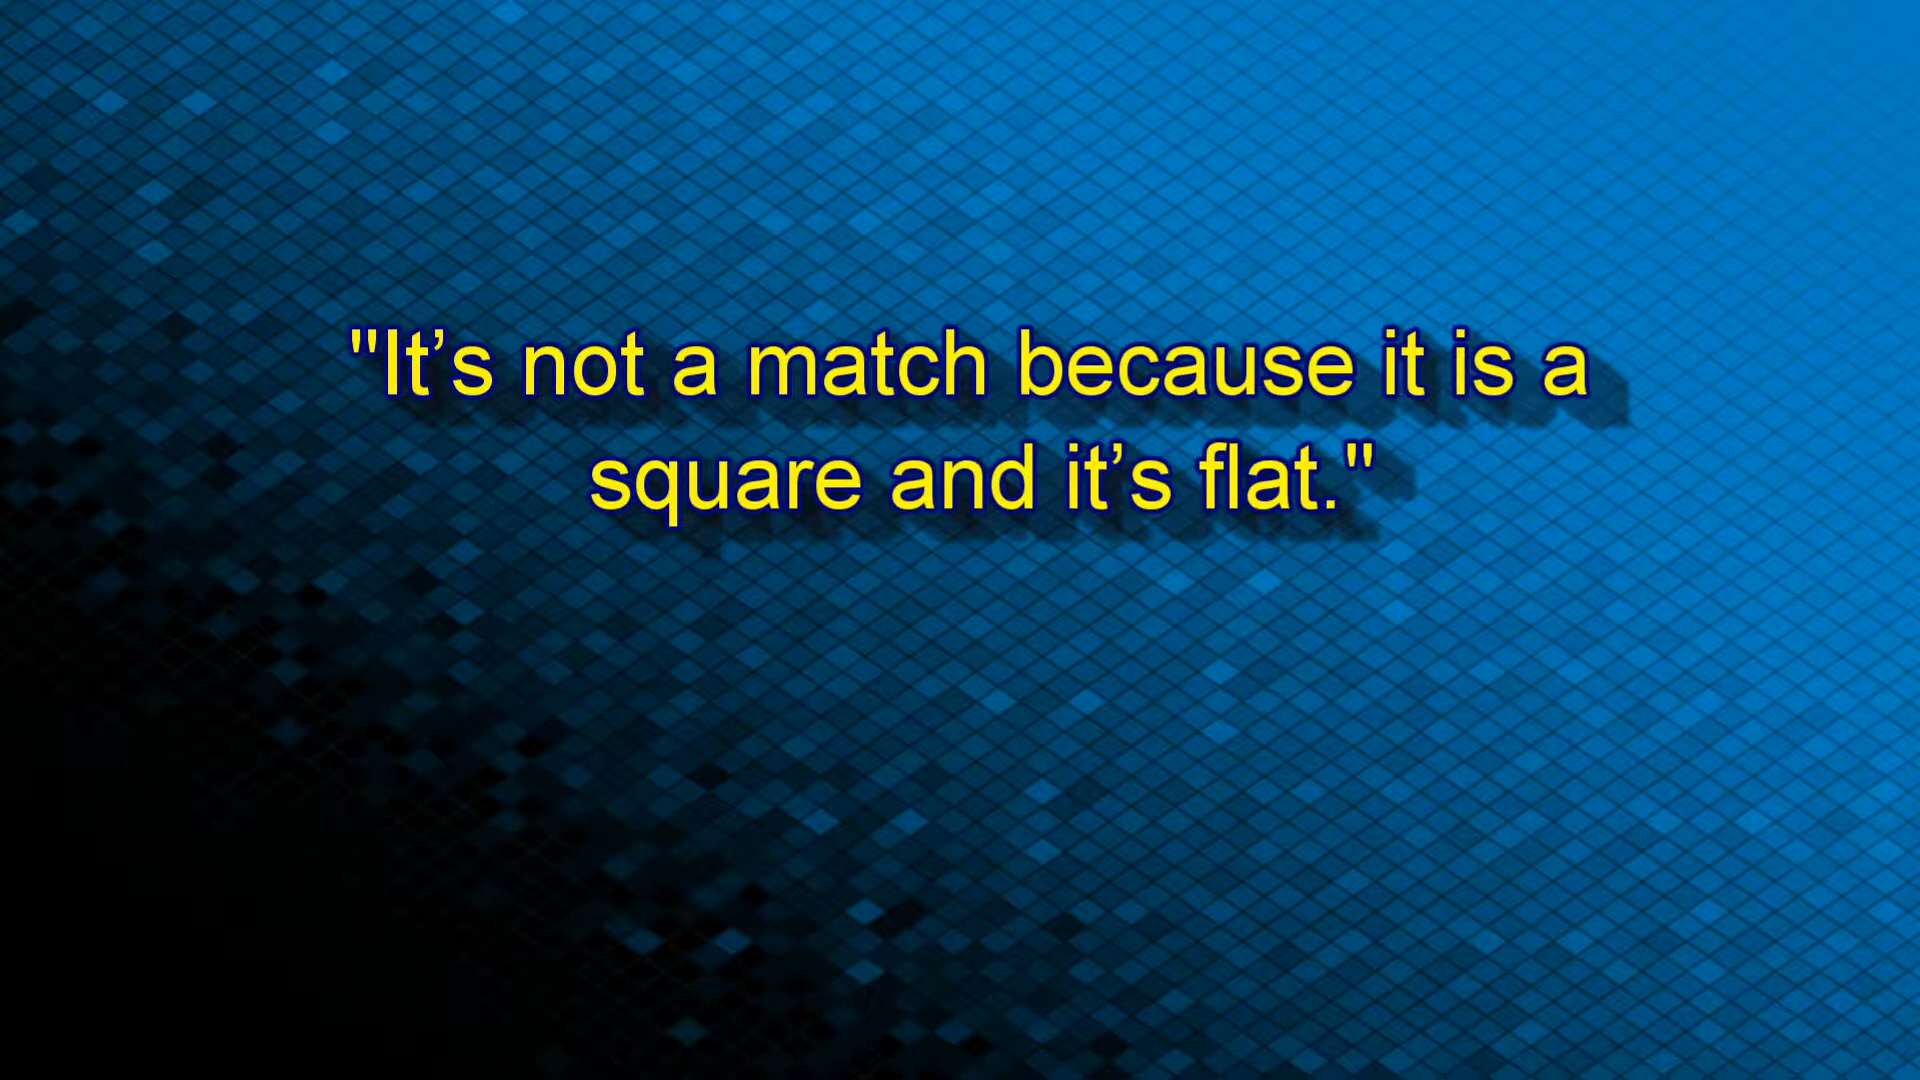 "It’s not a match because it is a
square and it’s flat."